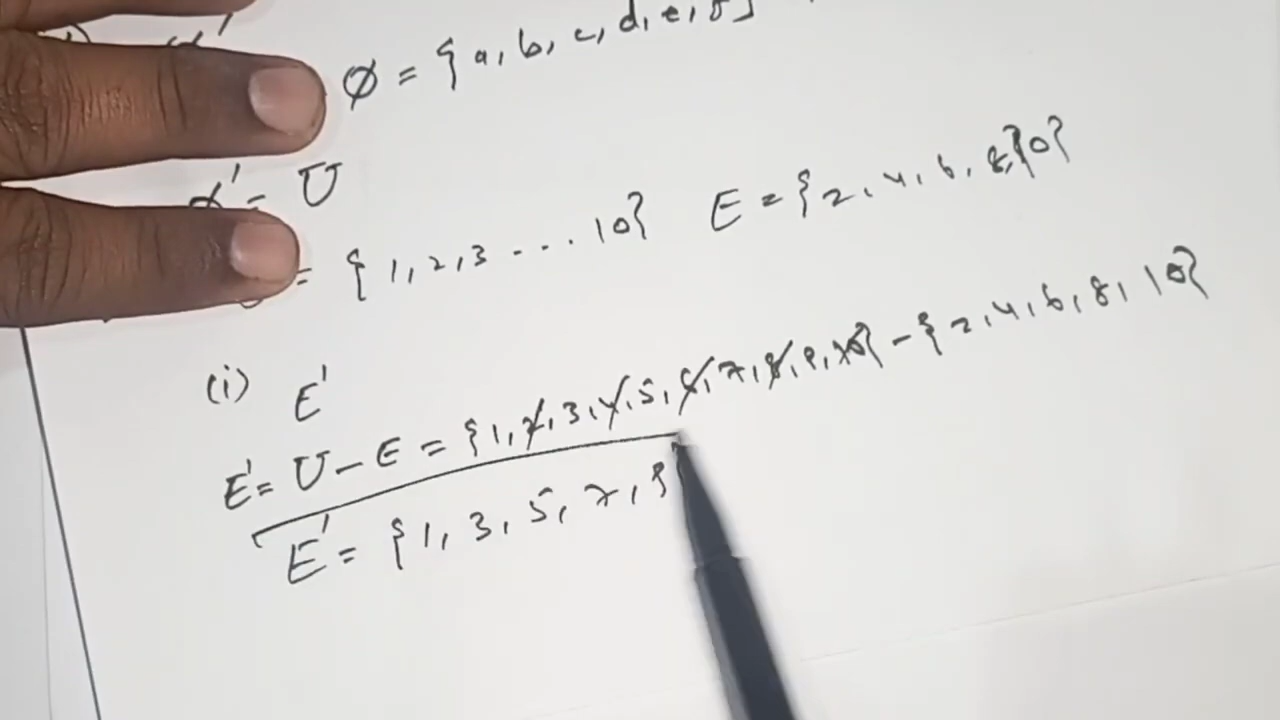 φ = {a, b, c, d, e, f}
φ' = U
= {1, 2, 3 ... 10} E = {2, 4, 6, 8, 10}
(i) E'
E' = U - E = {1, 2, 3, 4, 5, 6, 7, 8, 9, 10} - {2, 4, 6, 8, 10}
E' = {1, 3, 5, 7, 9